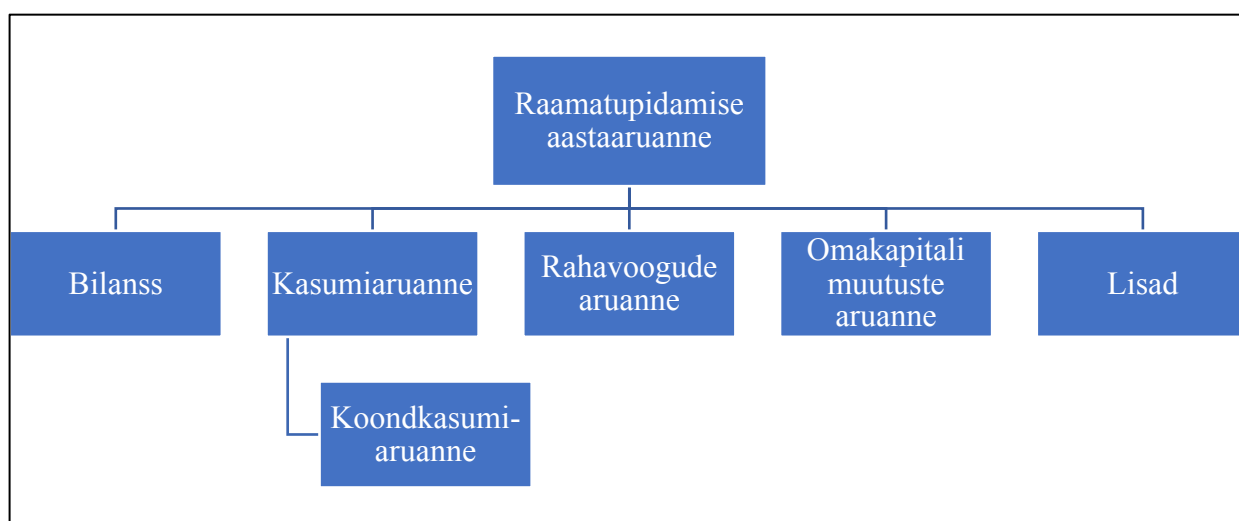 Raamatupidamise
aastaaruanne
Bilanss
Kasumiaruanne
Rahavoogude
aruanne
Omakapitali
muutuste
aruanne
Lisad
Koondkasumi-
aruanne